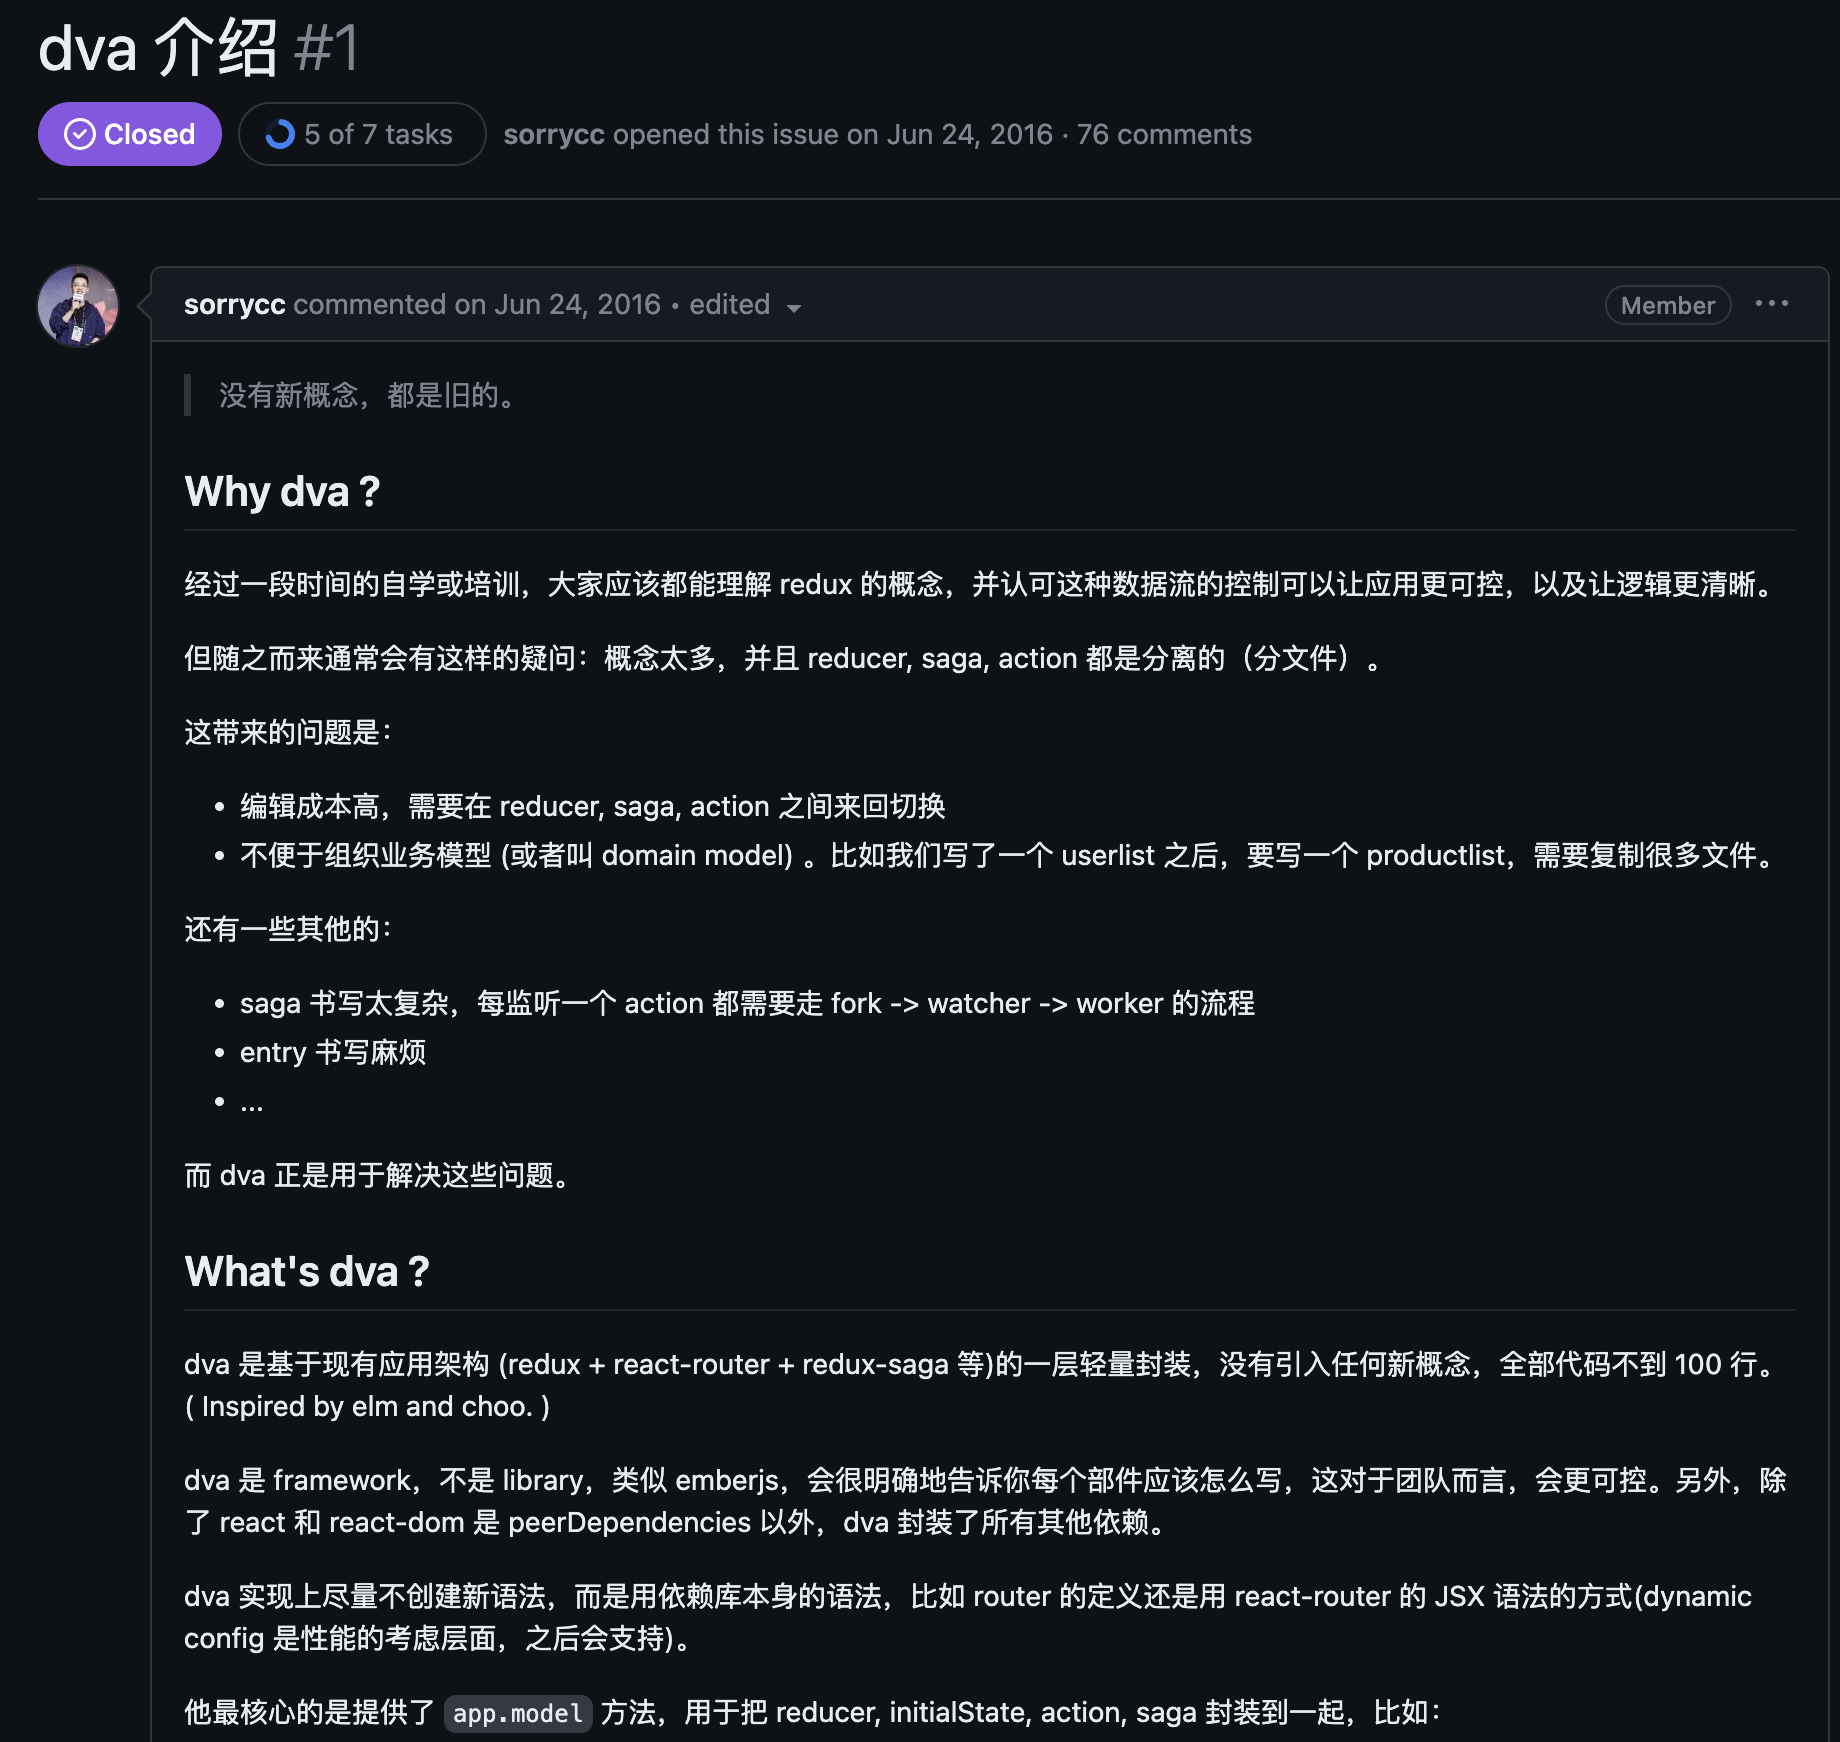 dva 介绍 #1
Closed
5 of 7 tasks
sorrycc opened this issue on Jun 24, 2016 · 76 comments
sorrycc commented on Jun 24, 2016 • edited
Member
没有新概念，都是旧的。
Why dva ?
经过一段时间的自学或培训，大家应该都能理解 redux 的概念，并认可这种数据流的控制可以让应用更可控，以及让逻辑更清晰。
但随之而来通常会有这样的疑问：概念太多，并且 reducer, saga, action 都是分离的（分文件）。
这带来的问题是：
• 编辑成本高，需要在 reducer, saga, action 之间来回切换
• 不便于组织业务模型 (或者叫 domain model) 。比如我们写了一个 userlist 之后，要写一个 productlist，需要复制很多文件。
还有一些其他的：
• saga 书写太复杂，每监听一个 action 都需要走 fork -> watcher -> worker 的流程
• entry 书写麻烦
• ...
而 dva 正是用于解决这些问题。
What's dva ?
dva 是基于现有应用架构 (redux + react-router + redux-saga 等)的一层轻量封装，没有引入任何新概念，全部代码不到 100 行。
( Inspired by elm and choo. )
dva 是 framework，不是 library，类似 emberjs，会很明确地告诉你每个部件应该怎么写，这对于团队而言，会更可控。另外，除
了 react 和 react-dom 是 peerDependencies 以外，dva 封装了所有其他依赖。
dva 实现上尽量不创建新语法，而是用依赖库本身的语法，比如 router 的定义还是用 react-router 的 JSX 语法的方式(dynamic
config 是性能的考虑层面，之后会支持)。
他最核心的是提供了 app.model 方法，用于把 reducer, initialState, action, saga 封装到一起，比如：